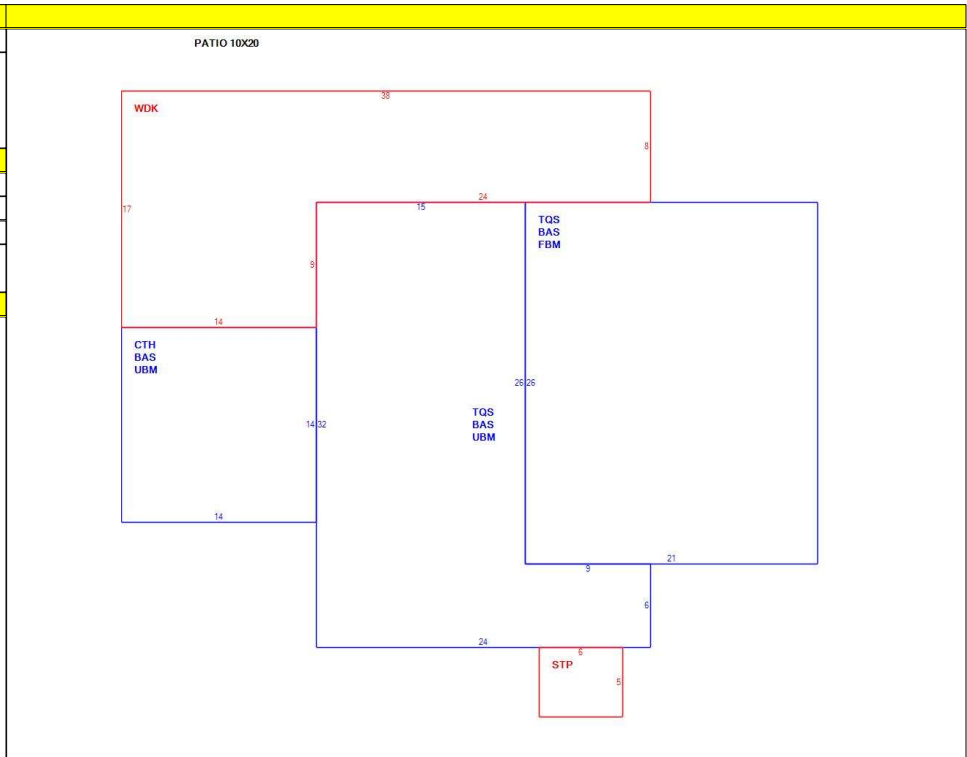 PATIO 10X20
38
WDK
8
17
24
15
TQS
BAS
FBM
9
14
CTH
BAS
UBM
26 26
TQS
BAS
UBM
14 32
14
21
9
6
24
6
STP
5